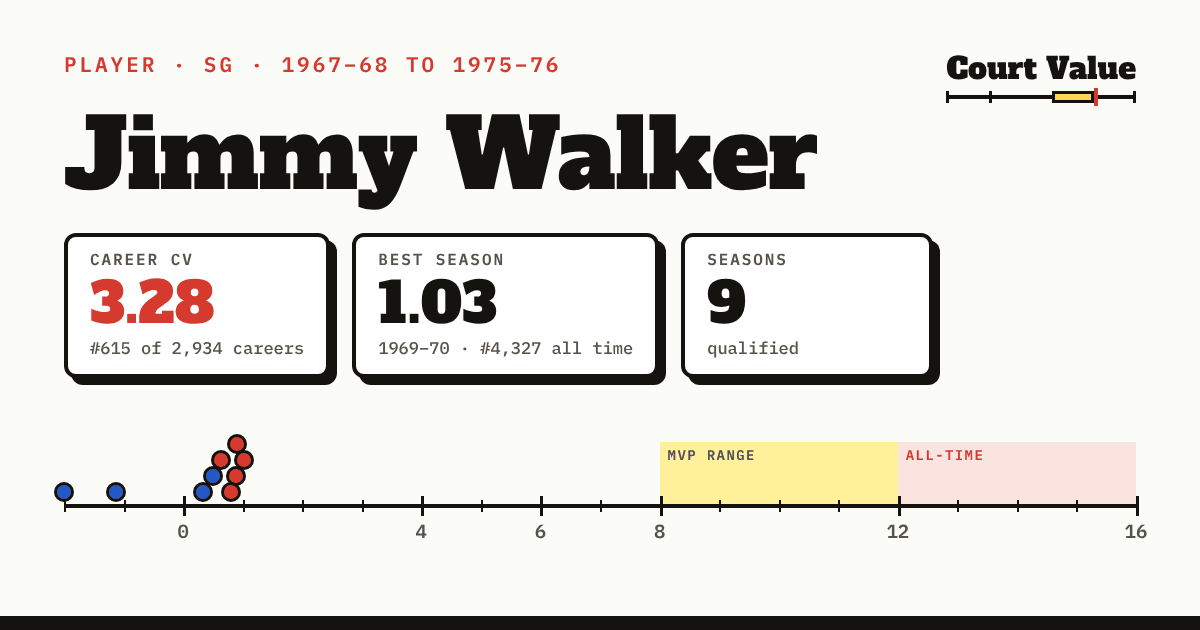 PLAYER · SG · 1967–68 TO 1975–76
Court Value
Jimmy Walker
CAREER CV
3.28
#615 of 2,934 careers
BEST SEASON
1.03
1969–70 · #4,327 all time
SEASONS
9
qualified
MVP RANGE
ALL-TIME
0 4 6 8 12 16